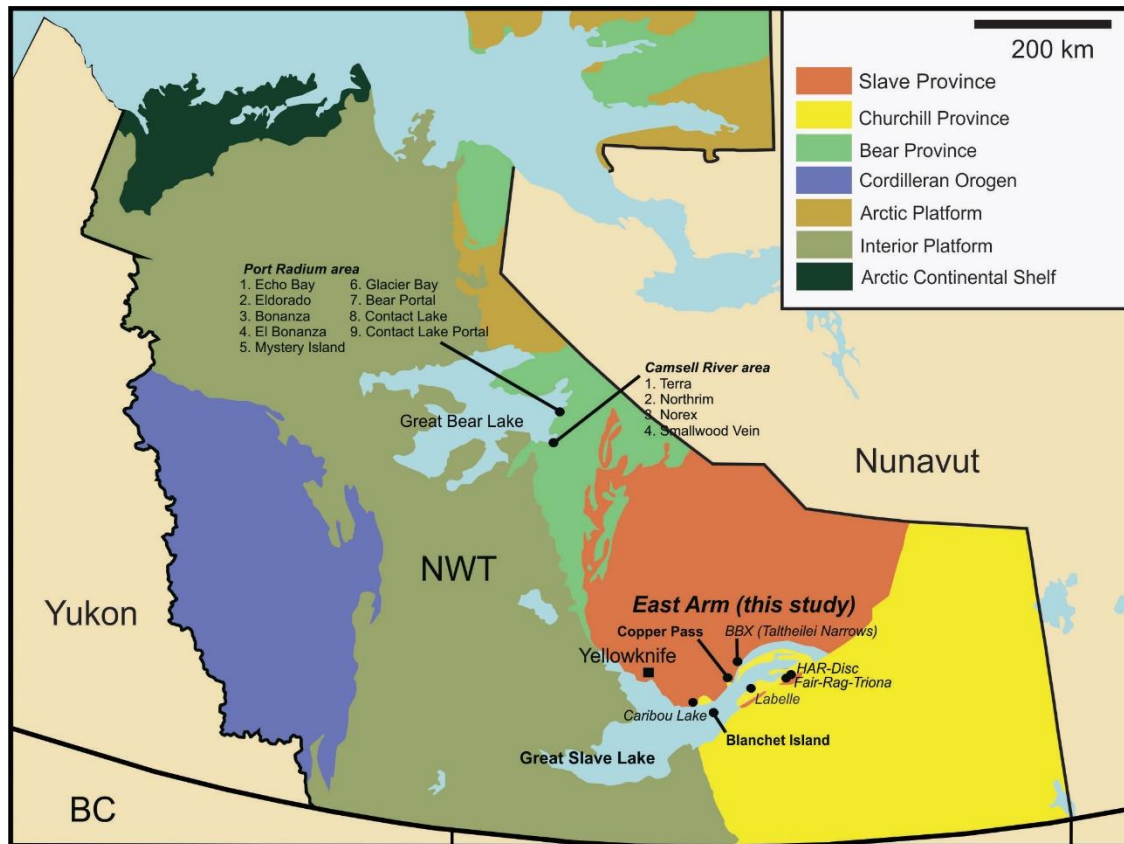 200 km
Slave Province
Churchill Province
Bear Province
Cordilleran Orogen
Arctic Platform
Interior Platform
Arctic Continental Shelf
Port Radium area
1. Echo Bay
2. Eldorado
3. Bonanza
4. El Bonanza
5. Mystery Island
6. Glacier Bay
7. Bear Portal
8. Contact Lake
9. Contact Lake Portal
Camsell River area
1. Terra
2. Northrim
3. Norex
4. Smallwood Vein
Great Bear Lake
Nunavut
NWT
Yukon
East Arm (this study)
Copper Pass
BBX (Taltheilei Narrows)
Yellowknife
HAR-Disc
Fair-Rag-Triona
Labelle
Caribou Lake
Blanchet Island
Great Slave Lake
BC